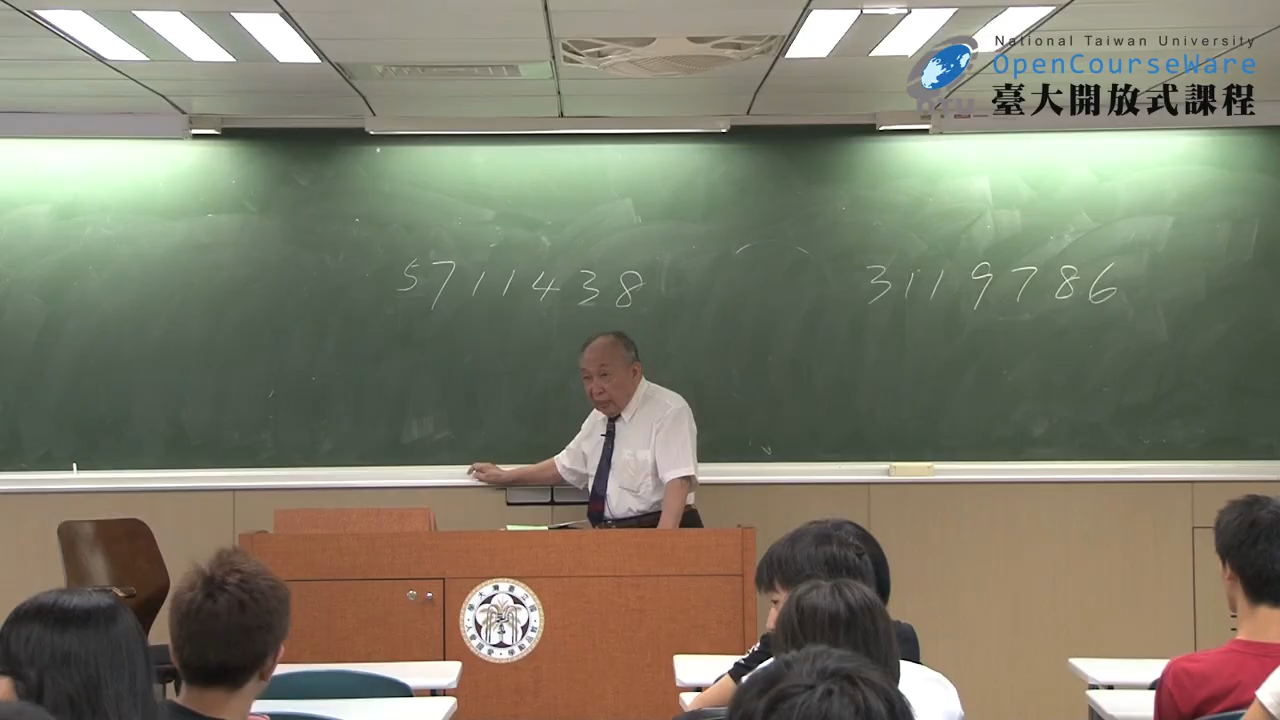 National Taiwan University
OpenCourseWare
臺大開放式課程
5711438 3119786